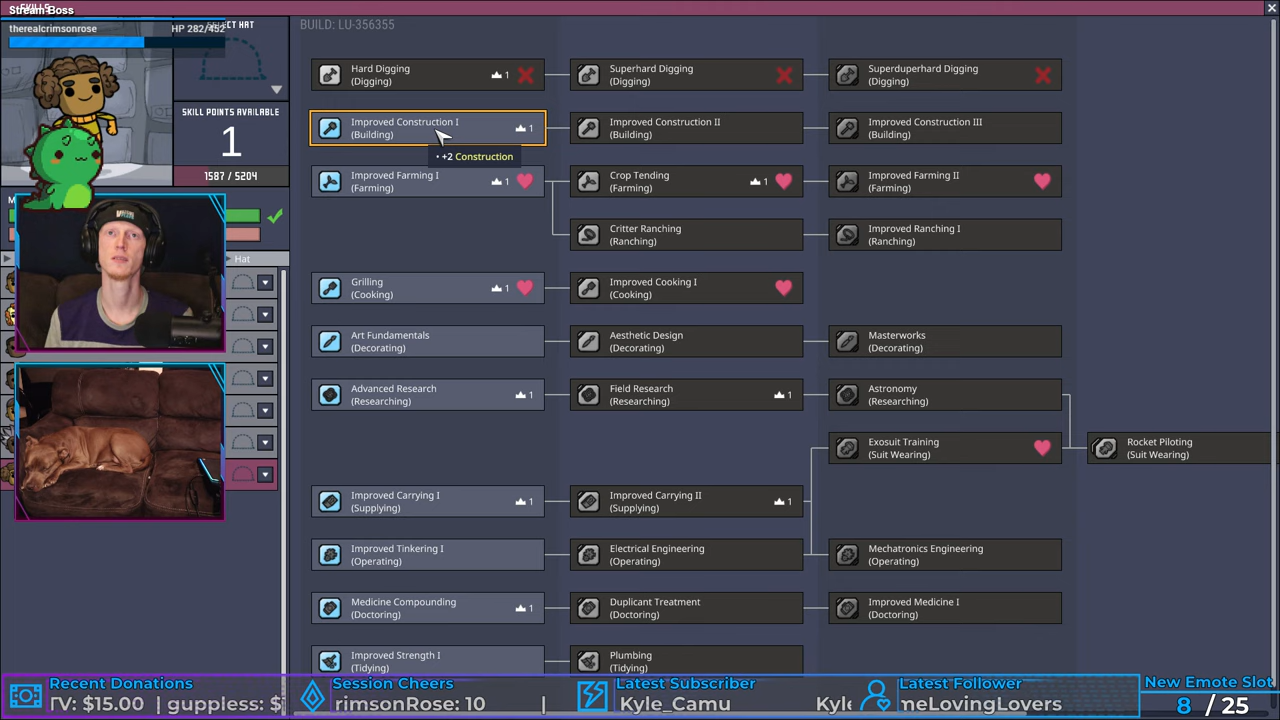 Stream Boss
therealcrimsonrose HP 282/452
SELECT HAT
SKILL POINTS AVAILABLE
1
1587 / 5204
Hat
BUILD: LU-356355
Hard Digging
(Digging)
1
Superhard Digging
(Digging)
Superduperhard Digging
(Digging)
Improved Construction I
(Building)
1
Improved Construction II
(Building)
Improved Construction III
(Building)
• +2 Construction
Improved Farming I
(Farming)
1
Crop Tending
(Farming)
1
Improved Farming II
(Farming)
Critter Ranching
(Ranching)
Improved Ranching I
(Ranching)
Grilling
(Cooking)
1
Improved Cooking I
(Cooking)
Art Fundamentals
(Decorating)
Aesthetic Design
(Decorating)
Masterworks
(Decorating)
Advanced Research
(Researching)
1
Field Research
(Researching)
1
Astronomy
(Researching)
Exosuit Training
(Suit Wearing)
Rocket Piloting
(Suit Wearing)
Improved Carrying I
(Supplying)
1
Improved Carrying II
(Supplying)
1
Improved Tinkering I
(Operating)
Electrical Engineering
(Operating)
Mechatronics Engineering
(Operating)
Medicine Compounding
(Doctoring)
1
Duplicant Treatment
(Doctoring)
Improved Medicine I
(Doctoring)
Improved Strength I
(Tidying)
Plumbing
(Tidying)
Recent Donations
TV: $15.00 | guppless: $
Session Cheers
rim Bose: 10 |
Latest Subscriber
Kyle_Camu K
Latest Follower
meLovingLovers
New Emote Slot
8 / 25